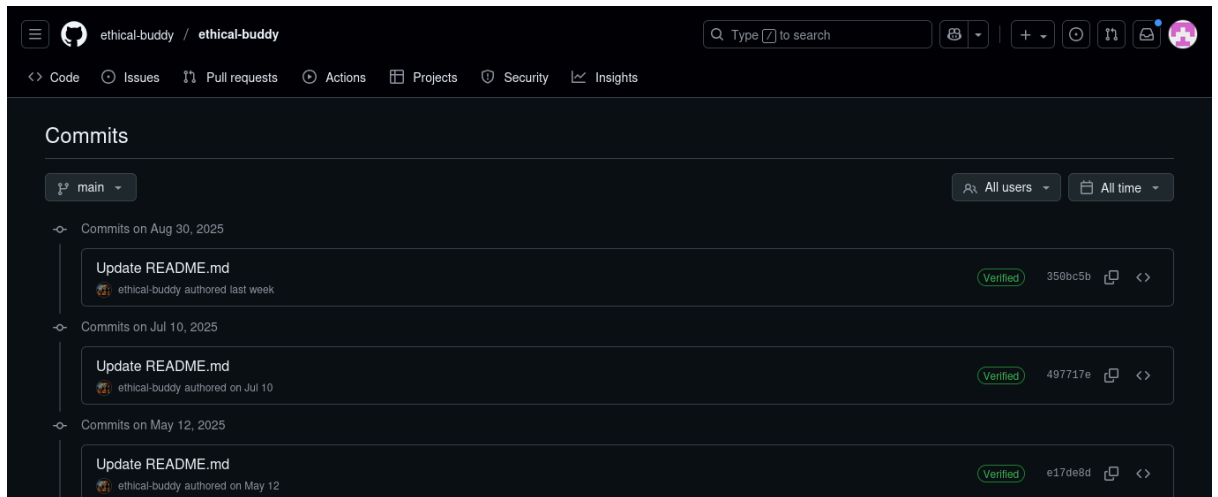 ethical-buddy / ethical-buddy
Type / to search
Code Issues Pull requests Actions Projects Security Insights
Commits
main All users All time
Commits on Aug 30, 2025
Update README.md
ethical-buddy authored last week
Verified 350bc5b
Commits on Jul 10, 2025
Update README.md
ethical-buddy authored on Jul 10
Verified 497717e
Commits on May 12, 2025
Update README.md
ethical-buddy authored on May 12
Verified e17de8d